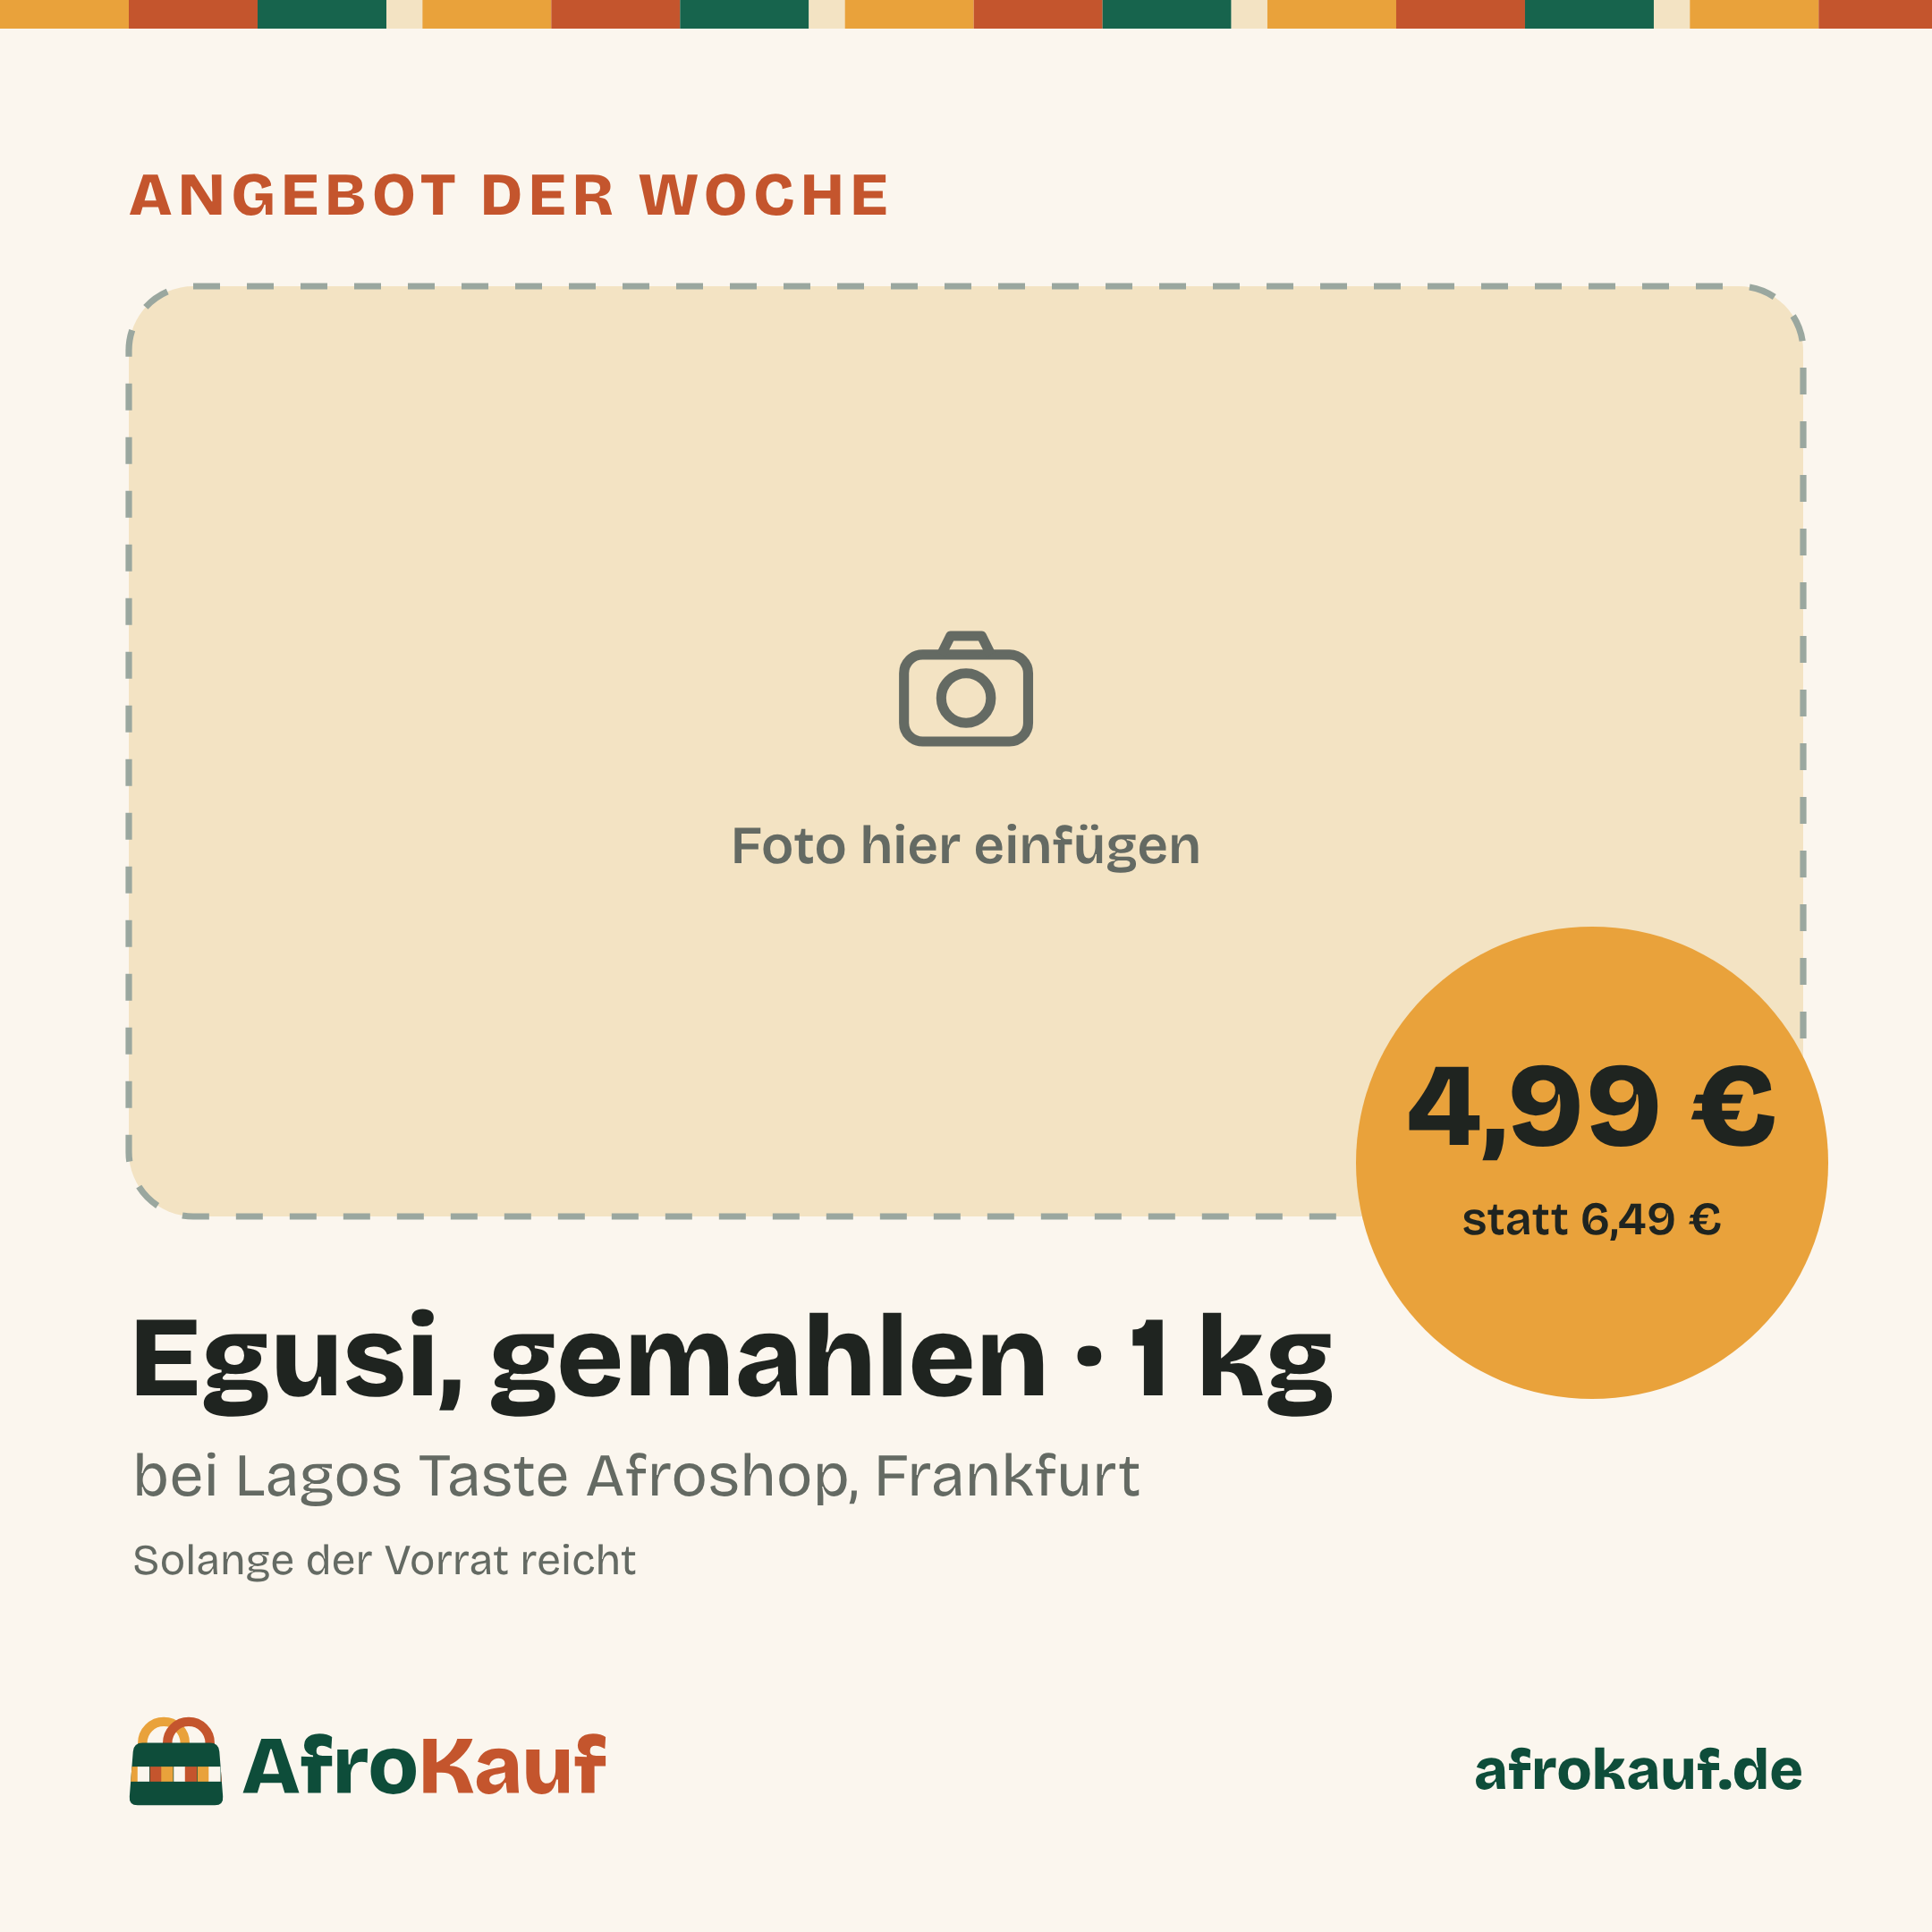 ANGEBOT DER WOCHE
Foto hier einfügen
4,99 €
statt 6,49 €
Egusi, gemahlen · 1 kg
bei Lagos Taste Afroshop, Frankfurt
Solange der Vorrat reicht
AfroKauf
afrokauf.de